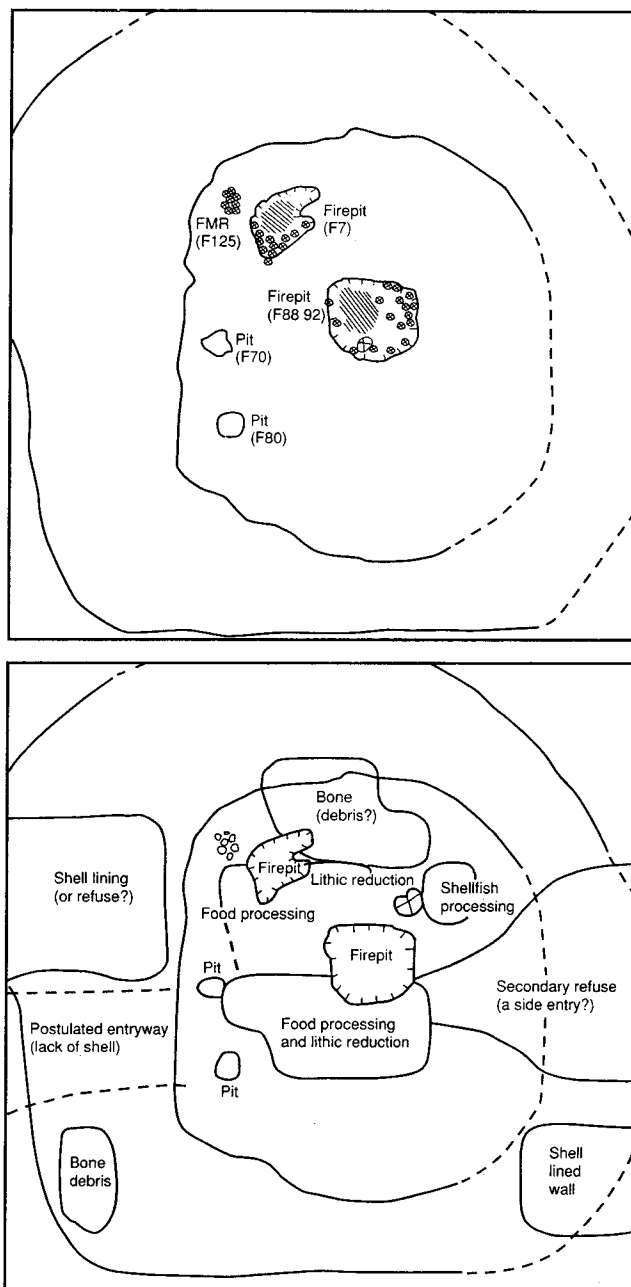 FMR
(F125)
Firepit
(F7)
Firepit
(F88 92)
Pit
(F70)
Pit
(F80)
Bone
(debris?)
Shell lining
(or refuse?)
Firepit
Lithic reduction
Food processing
Shellfish
processing
Firepit
Pit
Secondary refuse
(a side entry?)
Postulated entryway
(lack of shell)
Food processing
and lithic reduction
Pit
Bone
debris
Shell
lined
wall